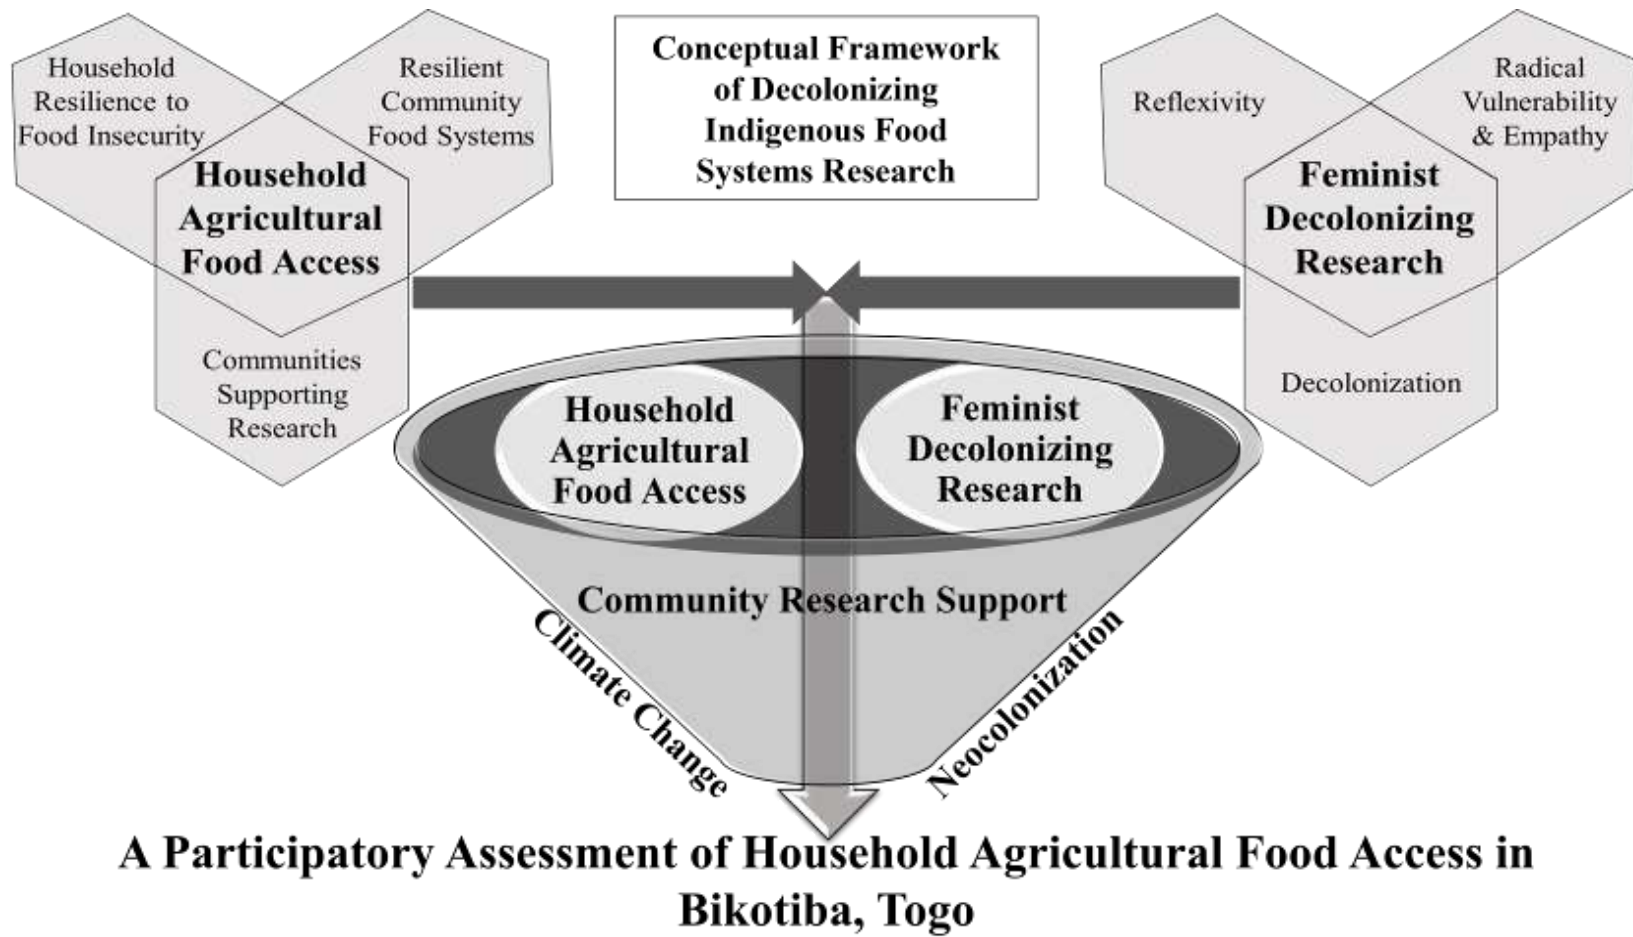 Household
Resilience to
Food Insecurity
Resilient
Community
Food Systems
Household
Agricultural
Food Access
Communities
Supporting
Research
Conceptual Framework
of Decolonizing
Indigenous Food
Systems Research
Reflexivity
Radical
Vulnerability
& Empathy
Feminist
Decolonizing
Research
Decolonization
Household
Agricultural
Food Access
Feminist
Decolonizing
Research
Community Research Support
Climate Change
Neocolonization
A Participatory Assessment of Household Agricultural Food Access in
Bikotiba, Togo